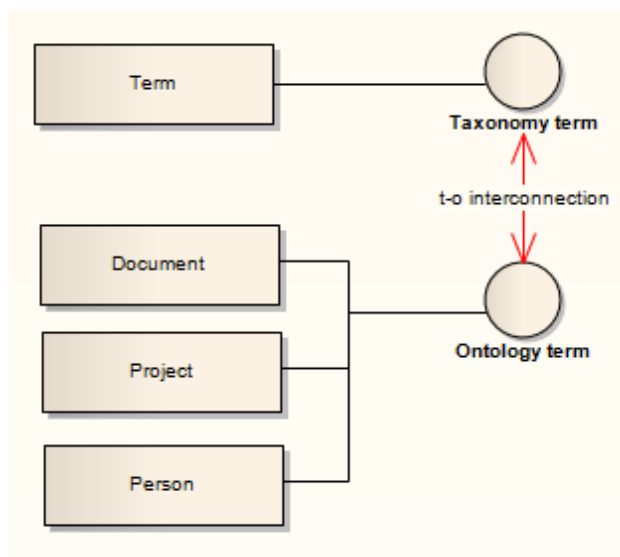 Term
Taxonomy term
t-o interconnection
Document
Ontology term
Project
Person